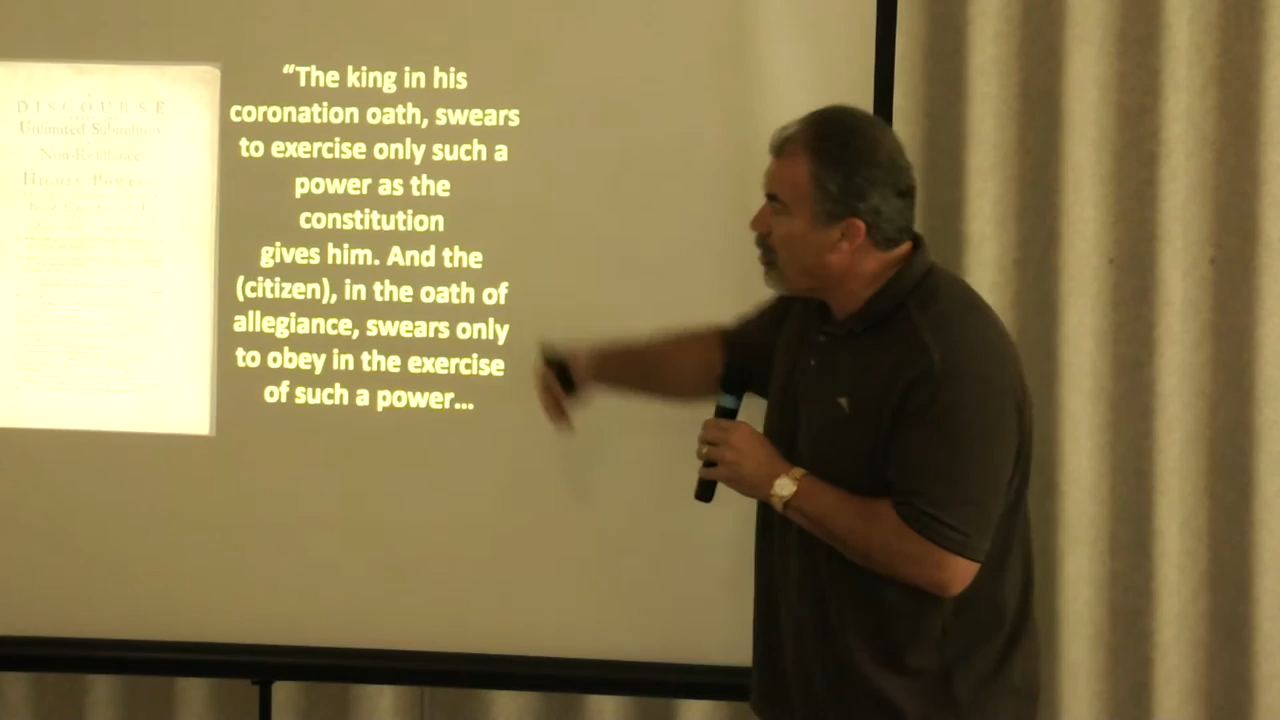 DISCOURSE
Unlimited Submission
Non-Resistance
HIGHER POWERS
“The king in his
coronation oath, swears
to exercise only such a
power as the
constitution
gives him. And the
(citizen), in the oath of
allegiance, swears only
to obey in the exercise
of such a power...